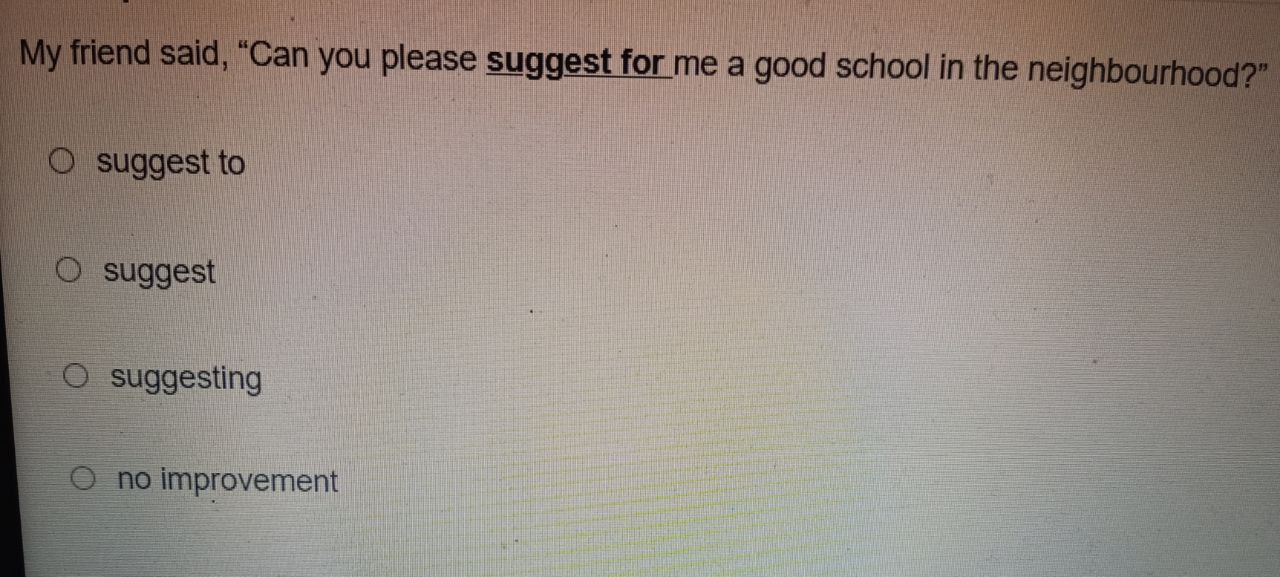 My friend said, “Can you please suggest for me a good school in the neighbourhood?”
suggest to
suggest
suggesting
no improvement